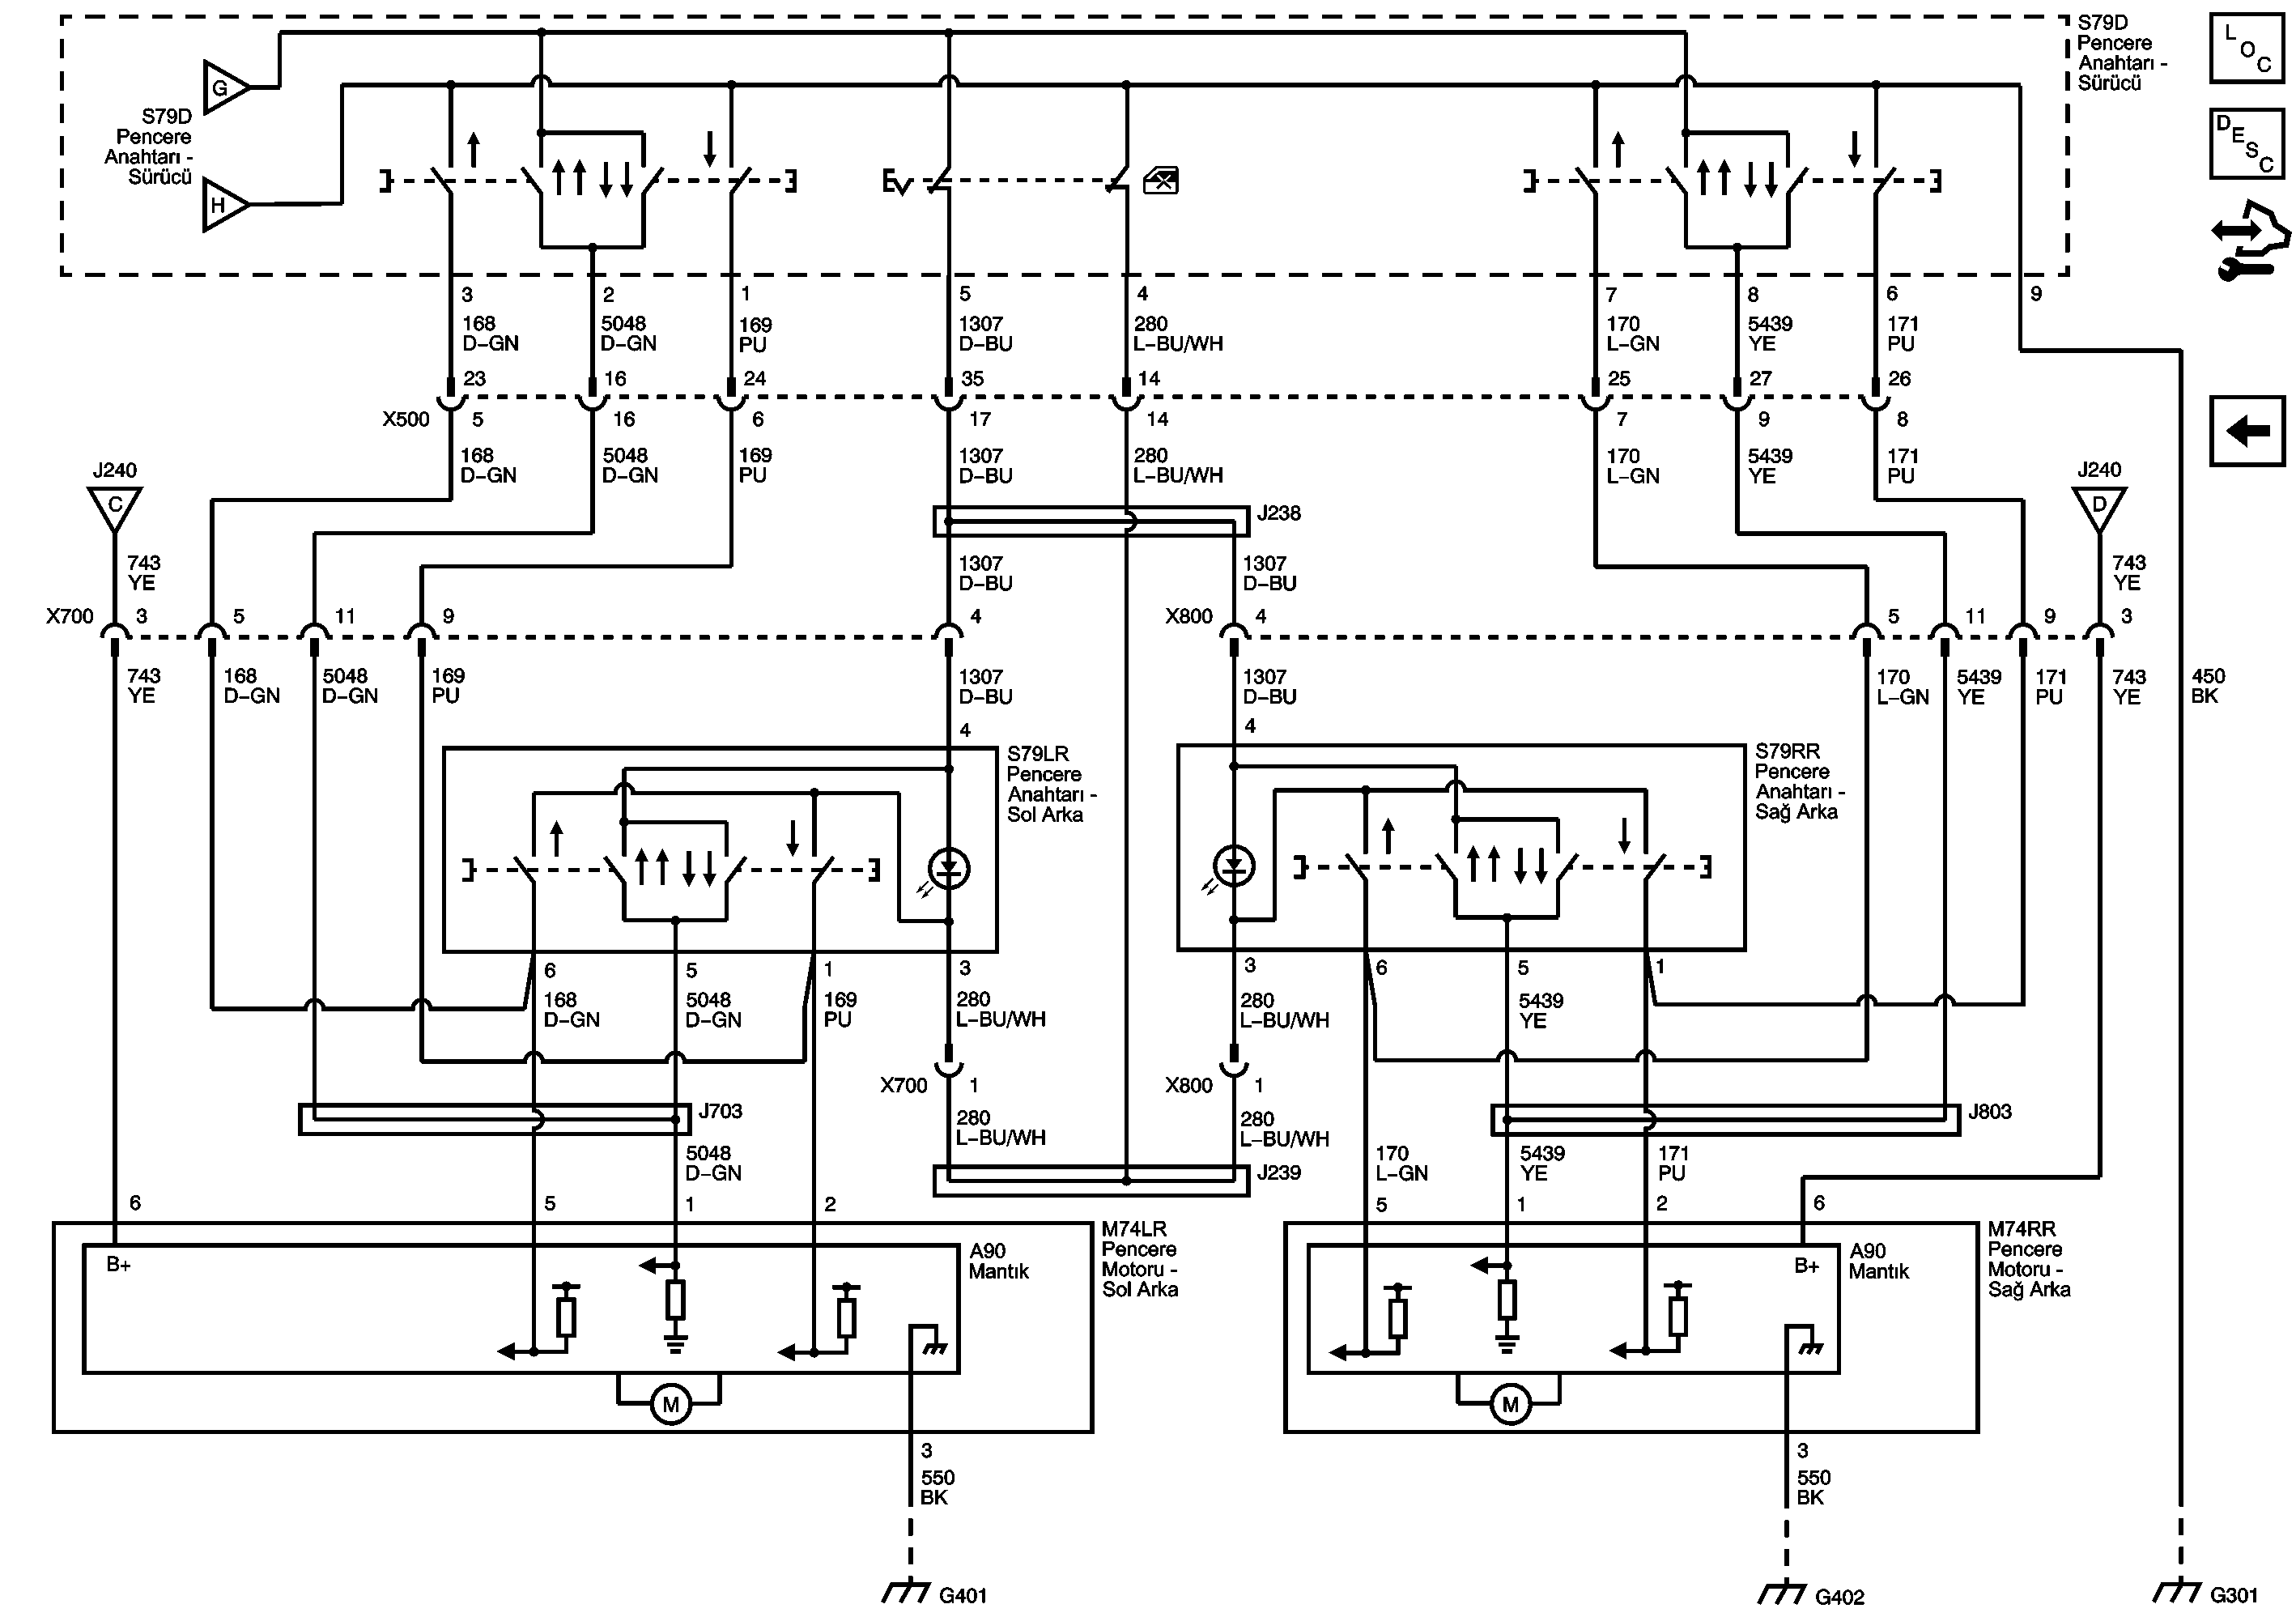 S79D
Pencere
Anahtarı -
Sürücü
L
O
C
G
S79D
Pencere
Anahtarı -
Sürücü
D
E
S
C
H
3
2
1
5
4
7
8
6
9
168
D-GN
5048
D-GN
169
PU
1307
D-BU
280
L-BU/WH
170
L-GN
5439
YE
171
PU
23
16
24
35
14
25
27
26
X500
5
16
6
17
14
7
9
8
168
D-GN
5048
D-GN
169
PU
1307
D-BU
280
L-BU/WH
170
L-GN
5439
YE
171
PU
J240
C
J240
D
J238
743
YE
1307
D-BU
1307
D-BU
743
YE
X700
3
5
11
9
4
X800
4
5
11
9
3
743
YE
168
D-GN
5048
D-GN
169
PU
1307
D-BU
1307
D-BU
170
L-GN
5439
YE
171
PU
743
YE
450
BK
4
4
S79LR
Pencere
Anahtarı -
Sol Arka
S79RR
Pencere
Anahtarı -
Sağ Arka
6
5
1
3
3
6
5
1
168
D-GN
5048
D-GN
169
PU
280
L-BU/WH
280
L-BU/WH
5439
YE
X700
1
X800
1
J703
J803
280
L-BU/WH
280
L-BU/WH
5048
D-GN
J239
170
L-GN
5439
YE
171
PU
6
5
1
2
5
1
2
6
M74LR
Pencere
Motoru -
Sol Arka
M74RR
Pencere
Motoru -
Sağ Arka
B+
A90
Mantık
B+
A90
Mantık
M
M
3
550
BK
3
550
BK
G401
G402
G301